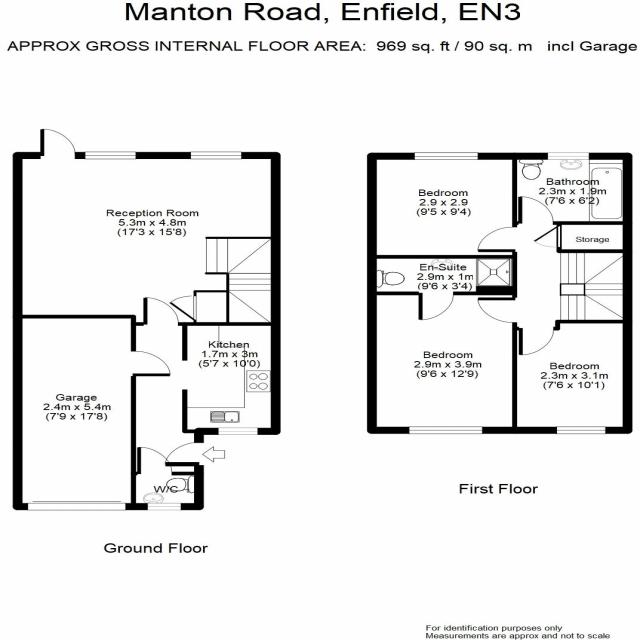 Manton Road, Enfield, EN3
APPROX GROSS INTERNAL FLOOR AREA: 969 sq. ft / 90 sq. m incl Garage
Reception Room
5.3m x 4.8m
(17'3 x 15'8)
Kitchen
1.7m x 3m
(5'7 x 10'0)
Garage
2.4m x 5.4m
(7'9 x 17'8)
W/C
Ground Floor
Bedroom
2.9 x 2.9
(9'5 x 9'4)
Bathroom
2.3m x 1.9m
(7'6 x 6'2)
Storage
En-Suite
2.9m x 1m
(9'6 x 3'4)
Bedroom
2.9m x 3.9m
(9'6 x 12'9)
Bedroom
2.3m x 3.1m
(7'6 x 10'1)
First Floor
For identification purposes only
Measurements are approx and not to scale